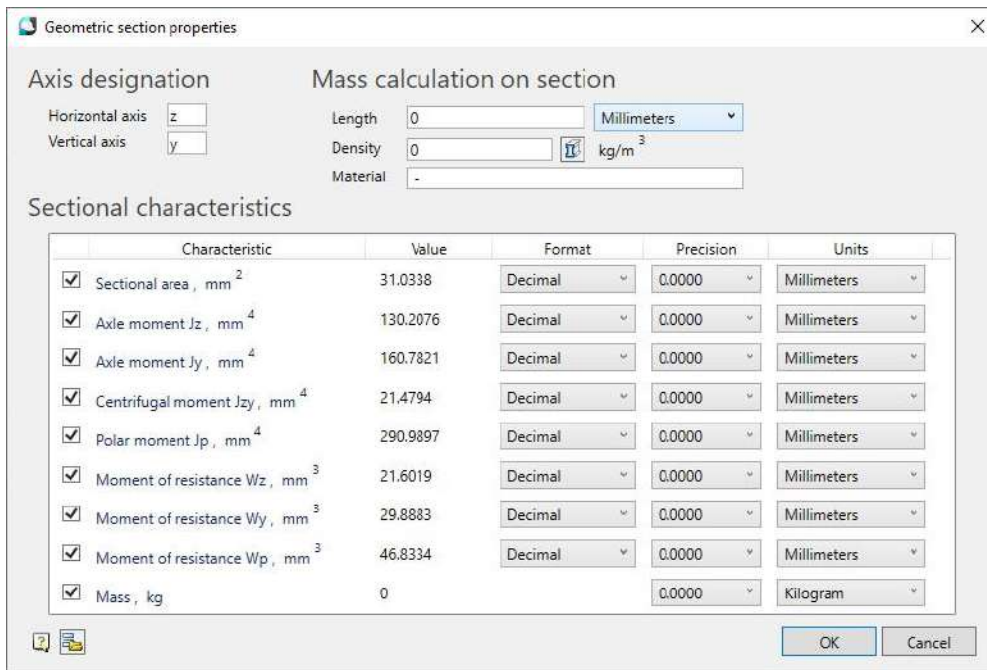 Geometric section properties
Axis designation
Mass calculation on section
Horizontal axis z
Length 0 Millimeters
Vertical axis y
Density 0 kg/m 3
Material -
Sectional characteristics
Characteristic Value Format Precision Units
Sectional area , mm 2 31.0338 Decimal 0.0000 Millimeters
Axle moment Jz , mm 4 130.2076 Decimal 0.0000 Millimeters
Axle moment Jy , mm 4 160.7821 Decimal 0.0000 Millimeters
Centrifugal moment Jzy , mm 4 21.4794 Decimal 0.0000 Millimeters
Polar moment Jp , mm 4 290.9897 Decimal 0.0000 Millimeters
Moment of resistance Wz , mm 3 21.6019 Decimal 0.0000 Millimeters
Moment of resistance Wy , mm 3 29.8883 Decimal 0.0000 Millimeters
Moment of resistance Wp , mm 3 46.8334 Decimal 0.0000 Millimeters
Mass , kg 0 0.0000 Kilogram
? OK Cancel